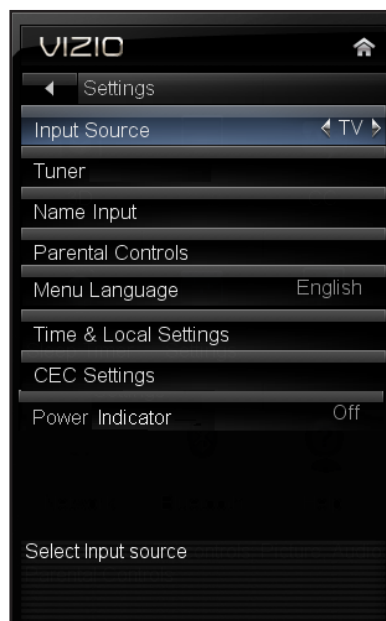 VIZIO
Settings
Input Source TV
Tuner
Name Input
Parental Controls
Menu Language English
Time & Local Settings
CEC Settings
Power Indicator Off
Select Input source